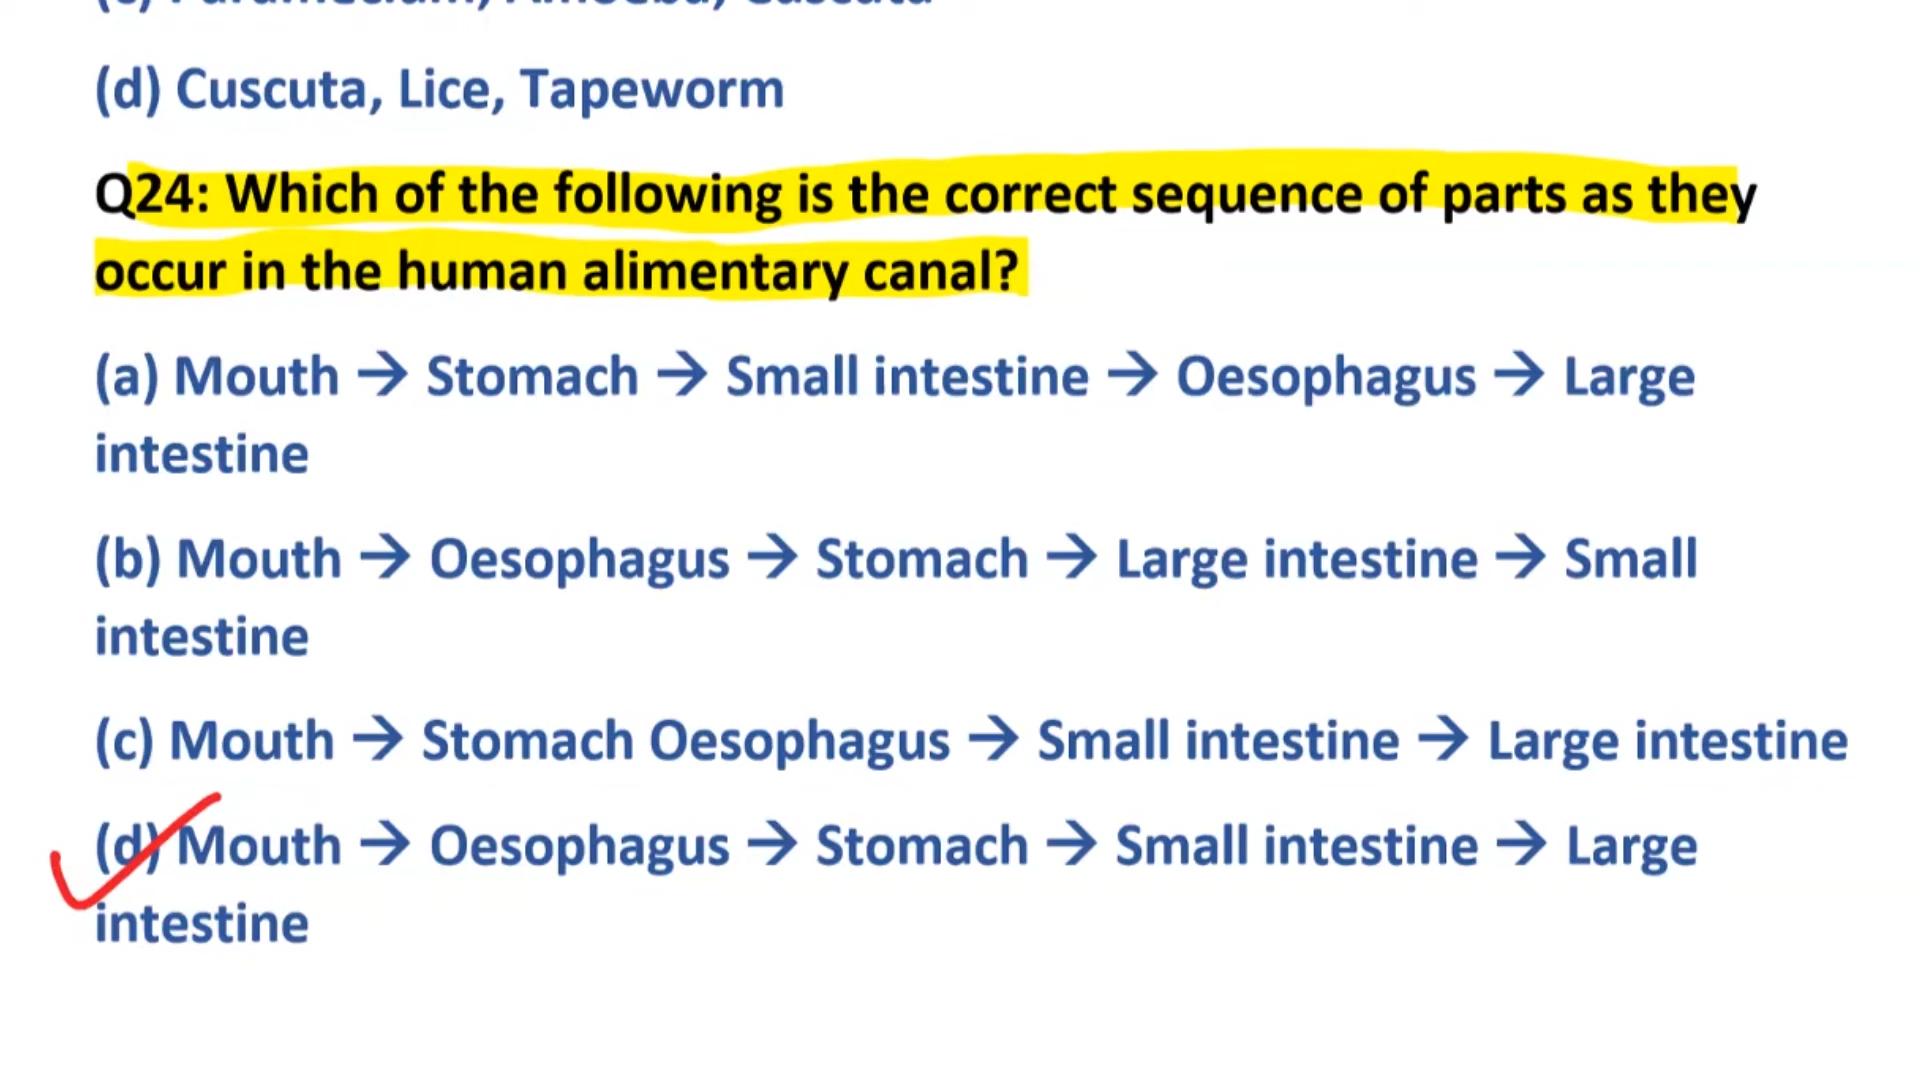 (d) Cuscuta, Lice, Tapeworm
Q24: Which of the following is the correct sequence of parts as they
occur in the human alimentary canal?
(a) Mouth → Stomach → Small intestine → Oesophagus → Large
intestine
(b) Mouth → Oesophagus → Stomach → Large intestine → Small
intestine
(c) Mouth → Stomach Oesophagus → Small intestine → Large intestine
(d) Mouth → Oesophagus → Stomach → Small intestine → Large
intestine